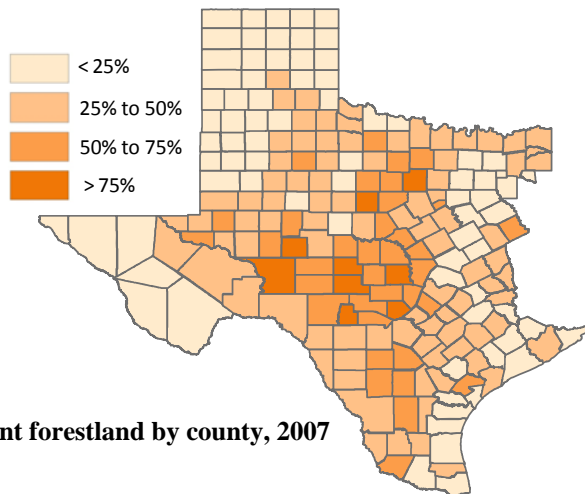 < 25%
25% to 50%
50% to 75%
> 75%
nt forestland by county, 2007